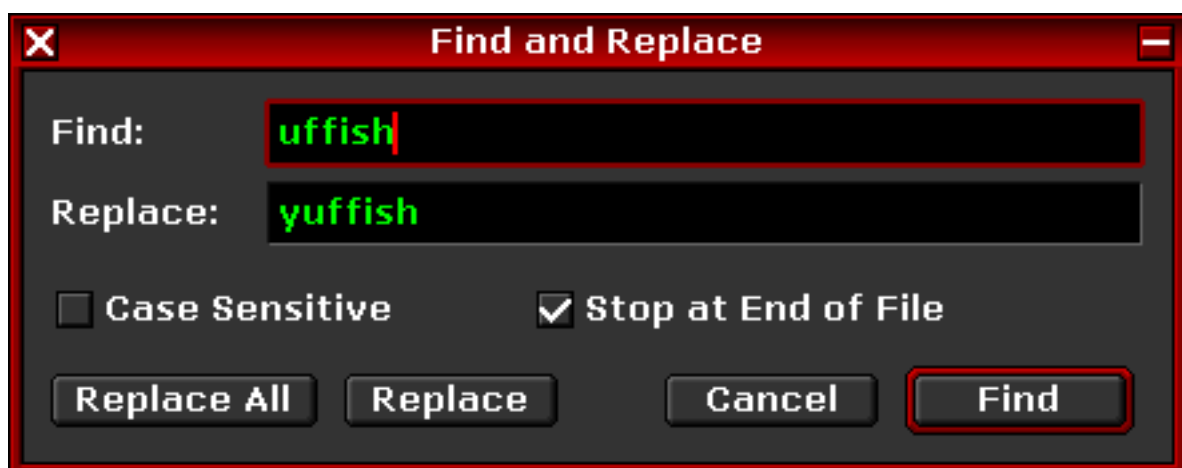 Find and Replace
Find: uffish
Replace: yuffish
Case Sensitive Stop at End of File
Replace All Replace Cancel Find